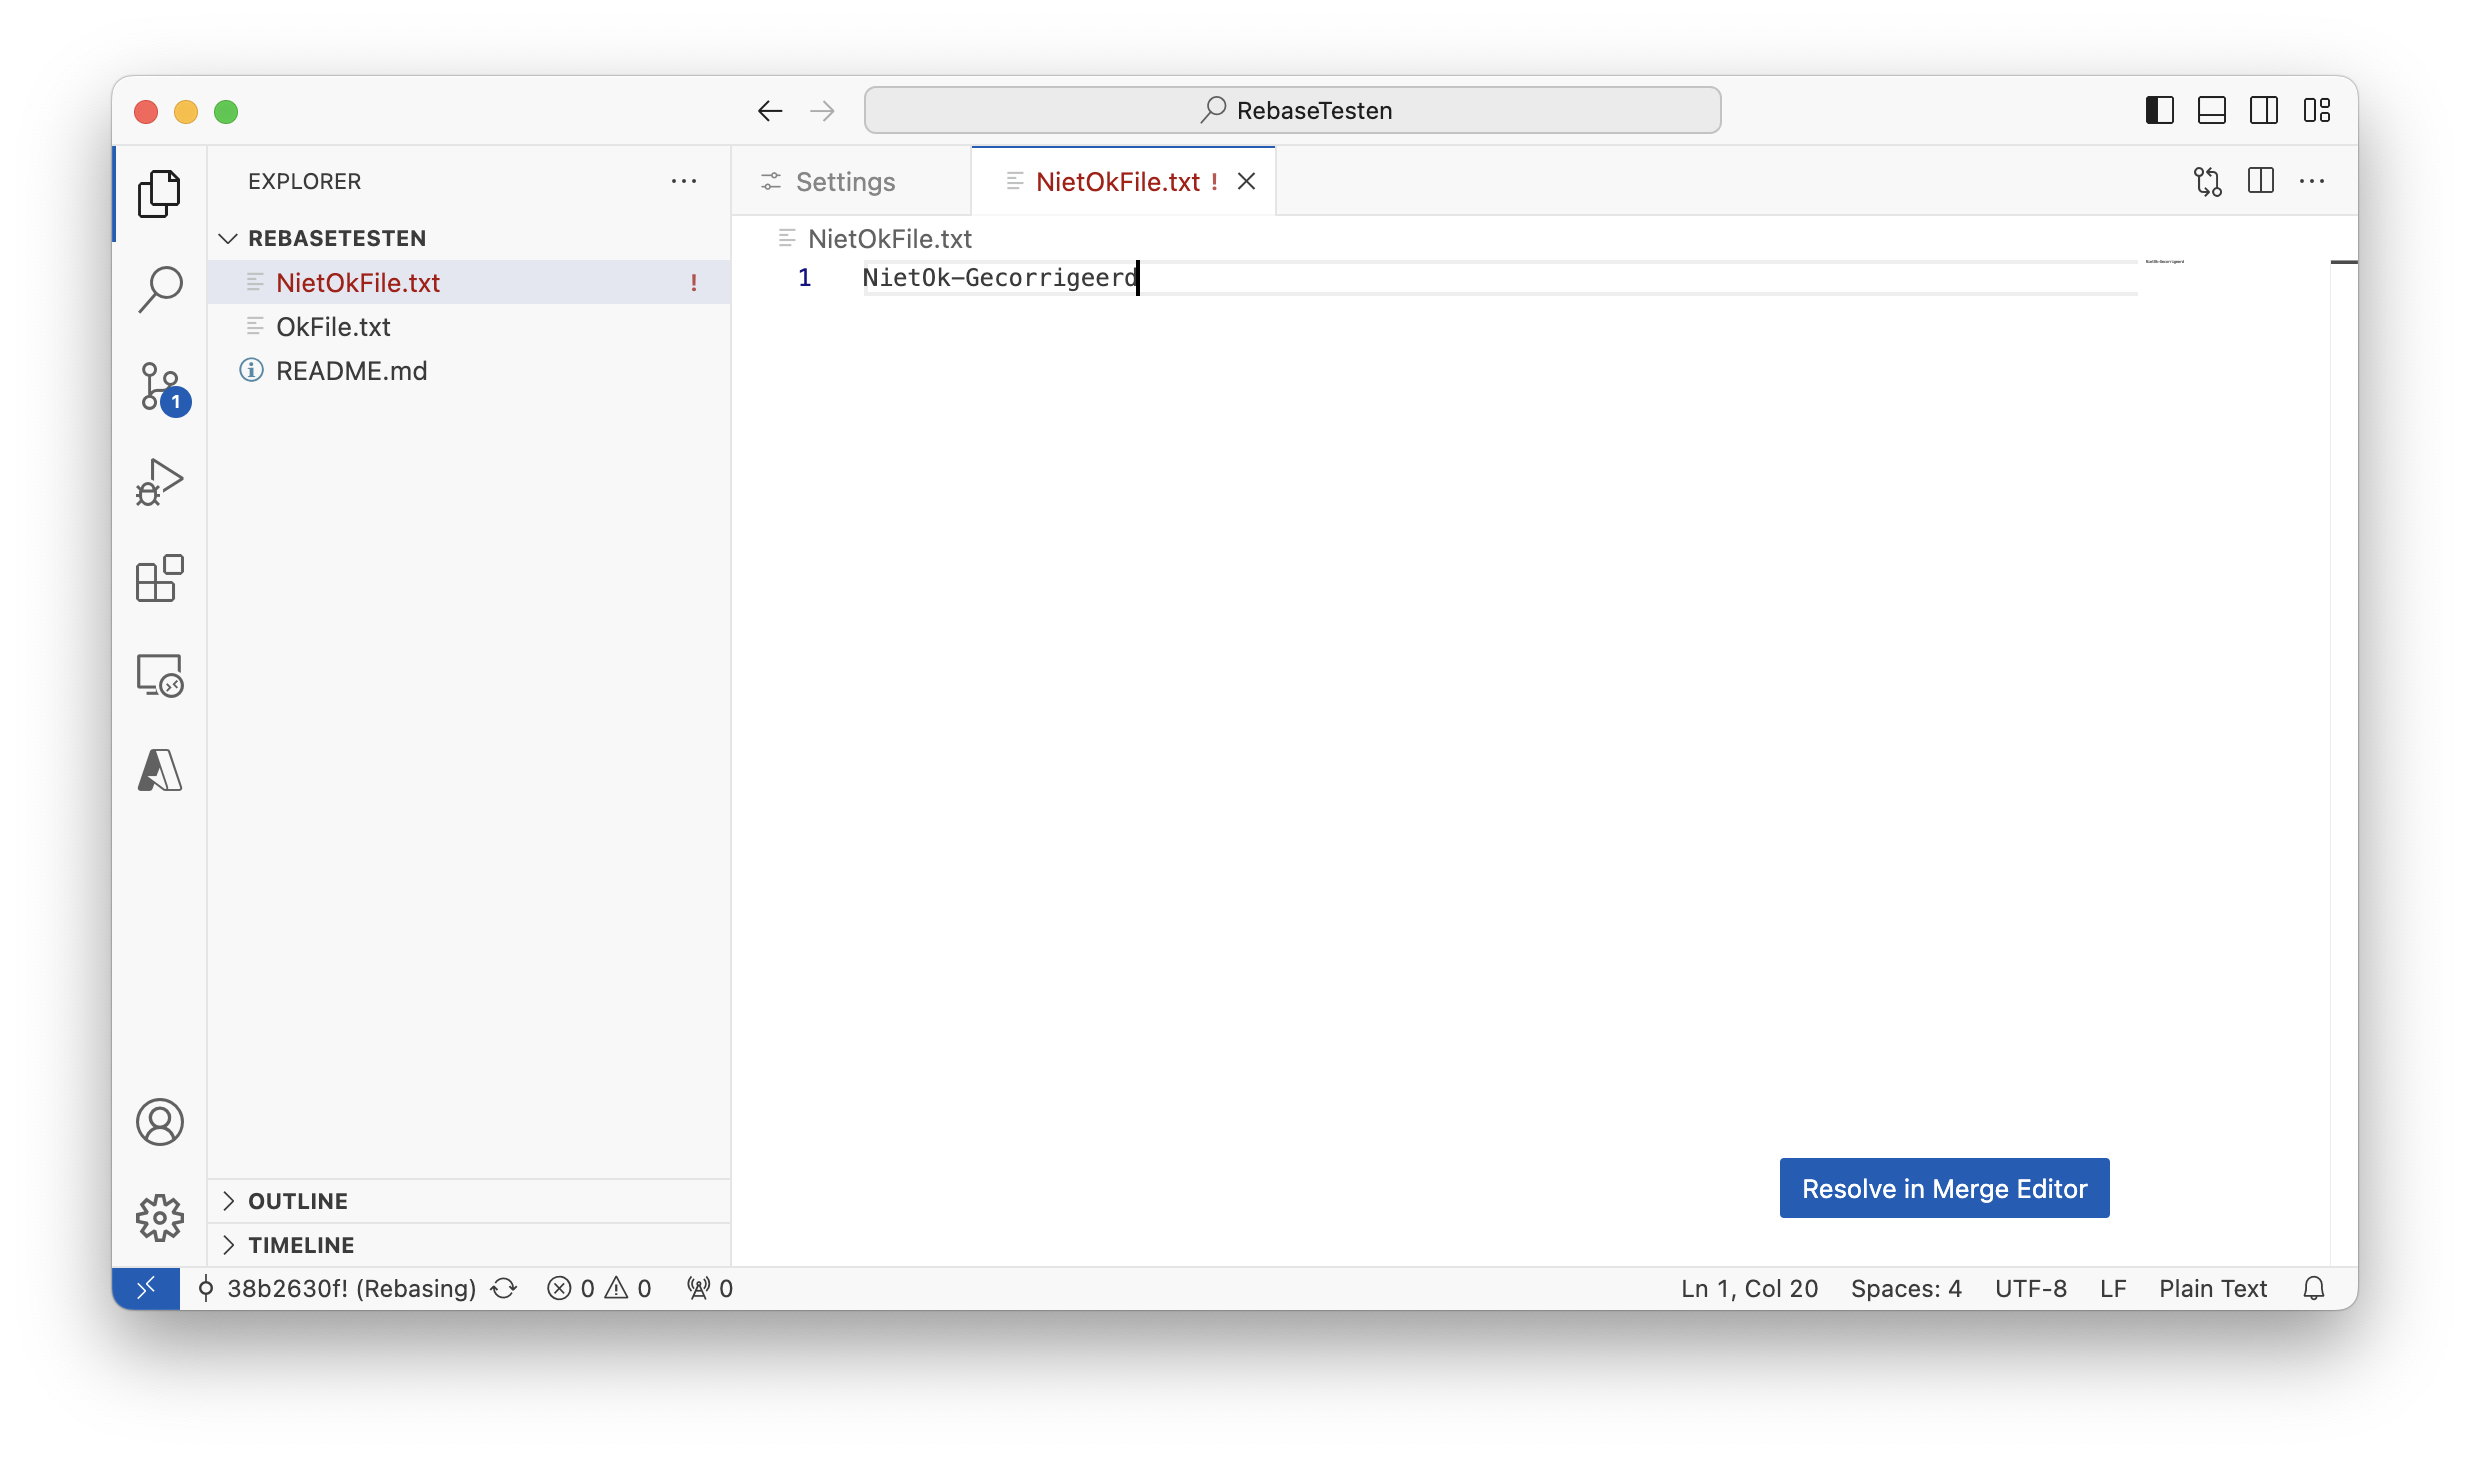 RebaseTesten
EXPLORER
REBASETESTEN
NietOkFile.txt !
OkFile.txt
README.md
1
OUTLINE
TIMELINE
Settings
NietOkFile.txt !
NietOkFile.txt
1 NietOk-Gecorrigeerd
Resolve in Merge Editor
38b2630f! (Rebasing) 0 0 0
Ln 1, Col 20 Spaces: 4 UTF-8 LF Plain Text